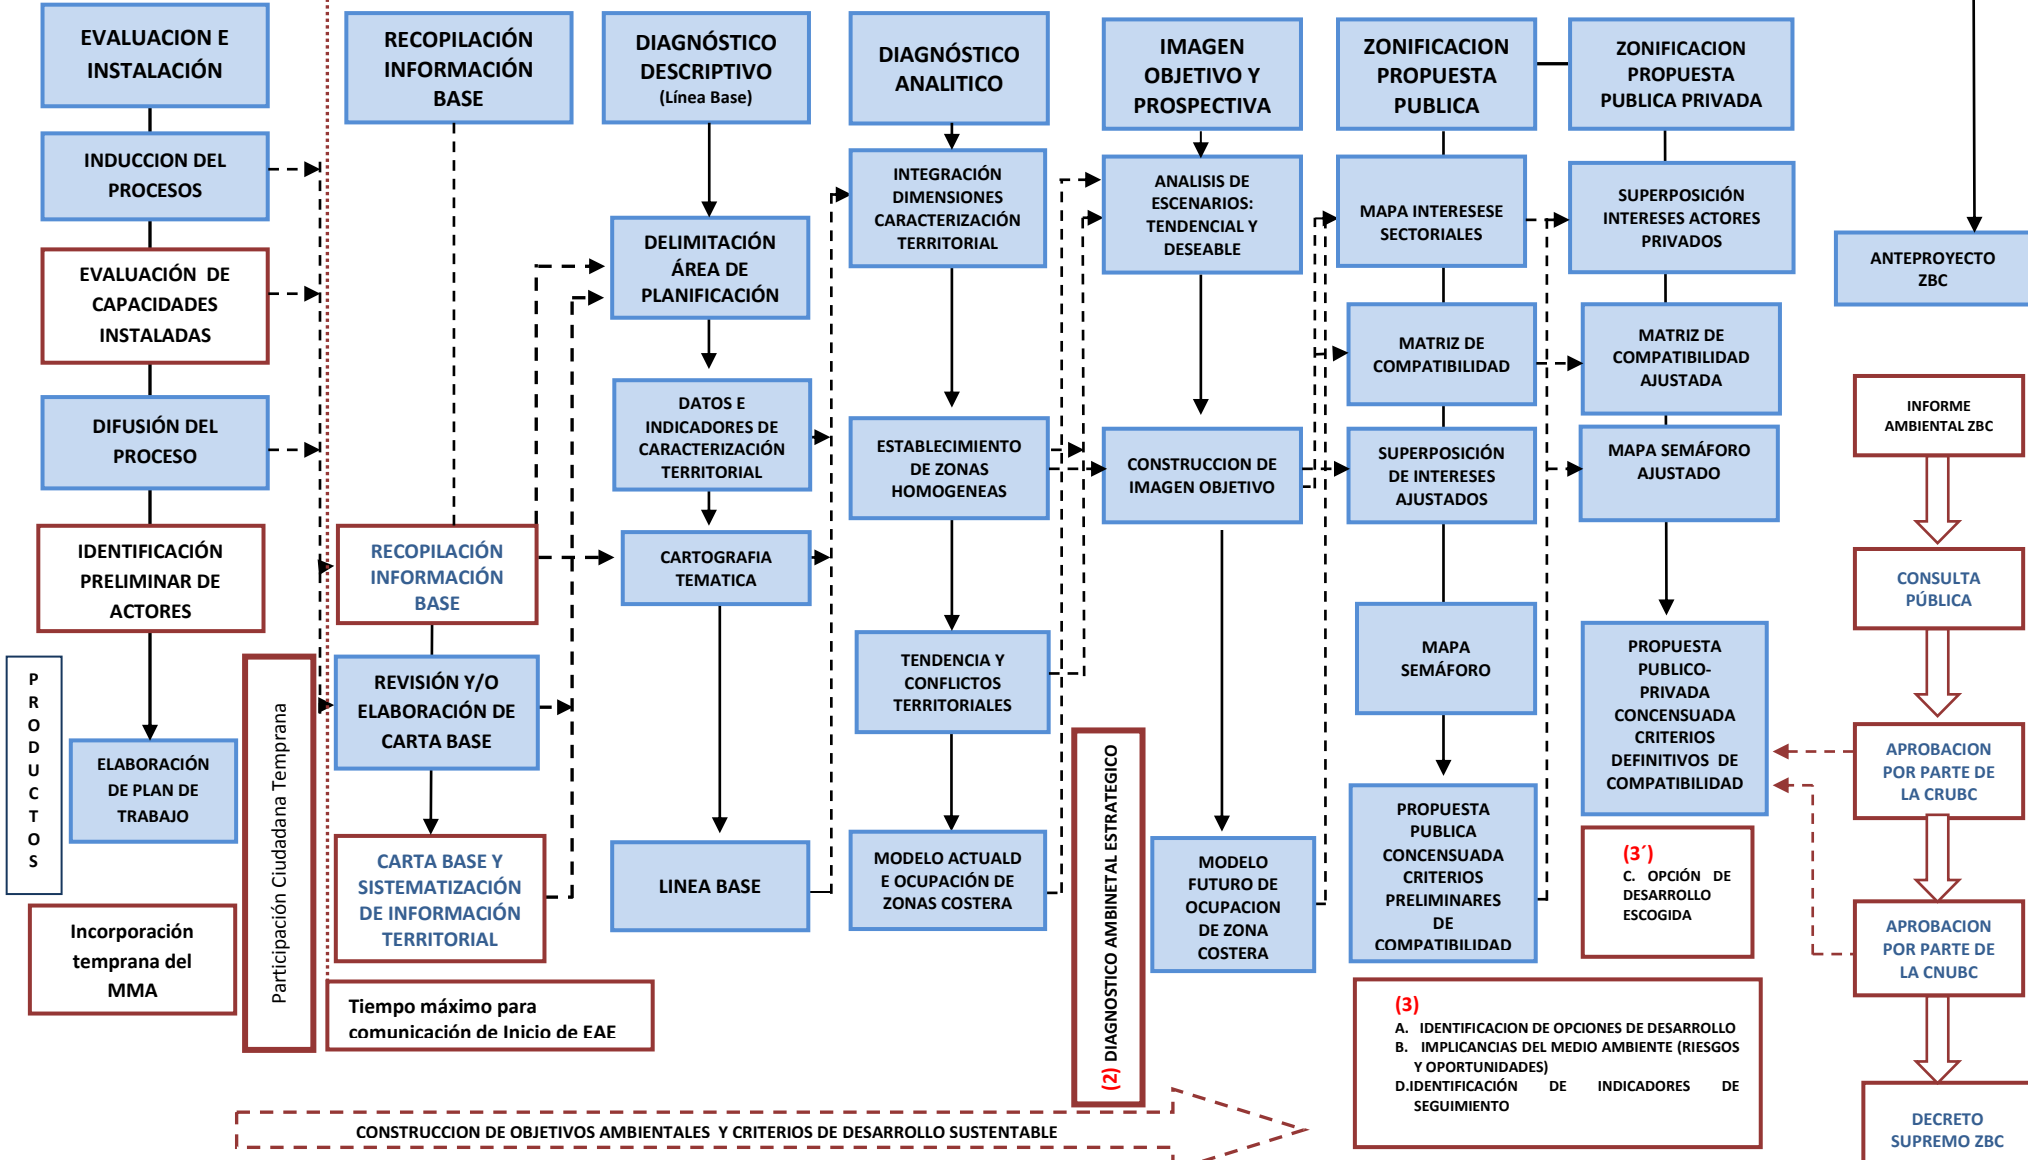 EVALUACION E
INSTALACIÓN
INDUCCION DEL
PROCESOS
EVALUACIÓN DE
CAPACIDADES
INSTALADAS
DIFUSIÓN DEL
PROCESO
IDENTIFICACIÓN
PRELIMINAR DE
ACTORES
P
R
O
D
U
C
T
O
S
ELABORACIÓN
DE PLAN DE
TRABAJO
Incorporación
temprana del
MMA
Participación Ciudadana Temprana
RECOPILACIÓN
INFORMACIÓN
BASE
RECOPILACIÓN
INFORMACIÓN
BASE
REVISIÓN Y/O
ELABORACIÓN DE
CARTA BASE
CARTA BASE Y
SISTEMATIZACIÓN
DE INFORMACIÓN
TERRITORIAL
Tiempo máximo para
comunicación de Inicio de EAE
DIAGNÓSTICO
DESCRIPTIVO
(Línea Base)
DELIMITACIÓN
ÁREA DE
PLANIFICACIÓN
DATOS E
INDICADORES DE
CARACTERIZACIÓN
TERRITORIAL
CARTOGRAFIA
TEMATICA
LINEA BASE
DIAGNÓSTICO
ANALITICO
INTEGRACIÓN
DIMENSIONES
CARACTERIZACIÓN
TERRITORIAL
ESTABLECIMIENTO
DE ZONAS
HOMOGENEAS
TENDENCIA Y
CONFLICTOS
TERRITORIALES
MODELO ACTUALD
E OCUPACIÓN DE
ZONAS COSTERA
(2) DIAGNOSTICO AMBINETAL ESTRATEGICO
IMAGEN
OBJETIVO Y
PROSPECTIVA
ANALISIS DE
ESCENARIOS:
TENDENCIAL Y
DESEABLE
CONSTRUCCION DE
IMAGEN OBJETIVO
MODELO
FUTURO DE
OCUPACION
DE ZONA
COSTERA
ZONIFICACION
PROPUESTA
PUBLICA
MAPA INTERESESE
SECTORIALES
MATRIZ DE
COMPATIBILIDAD
SUPERPOSICIÓN
DE INTERESES
AJUSTADOS
MAPA
SEMÁFORO
PROPUESTA
PUBLICA
CONCENSUADA
CRITERIOS
PRELIMINARES
DE
COMPATIBILIDAD
ZONIFICACION
PROPUESTA
PUBLICA PRIVADA
SUPERPOSICIÓN
INTERESES ACTORES
PRIVADOS
MATRIZ DE
COMPATIBILIDAD
AJUSTADA
MAPA SEMÁFORO
AJUSTADO
PROPUESTA
PUBLICO-
PRIVADA
CONCENSUADA
CRITERIOS
DEFINITIVOS DE
COMPATIBILIDAD
(3´)
C. OPCIÓN DE
DESARROLLO
ESCOGIDA
(3)
A. IDENTIFICACION DE OPCIONES DE DESARROLLO
B. IMPLICANCIAS DEL MEDIO AMBIENTE (RIESGOS
Y OPORTUNIDADES)
D.IDENTIFICACIÓN DE INDICADORES DE
SEGUIMIENTO
ANTEPROYECTO
ZBC
INFORME
AMBIENTAL ZBC
CONSULTA
PÚBLICA
APROBACION
POR PARTE DE
LA CRUBC
APROBACION
POR PARTE DE
LA CNUBC
DECRETO
SUPREMO ZBC
CONSTRUCCION DE OBJETIVOS AMBIENTALES Y CRITERIOS DE DESARROLLO SUSTENTABLE